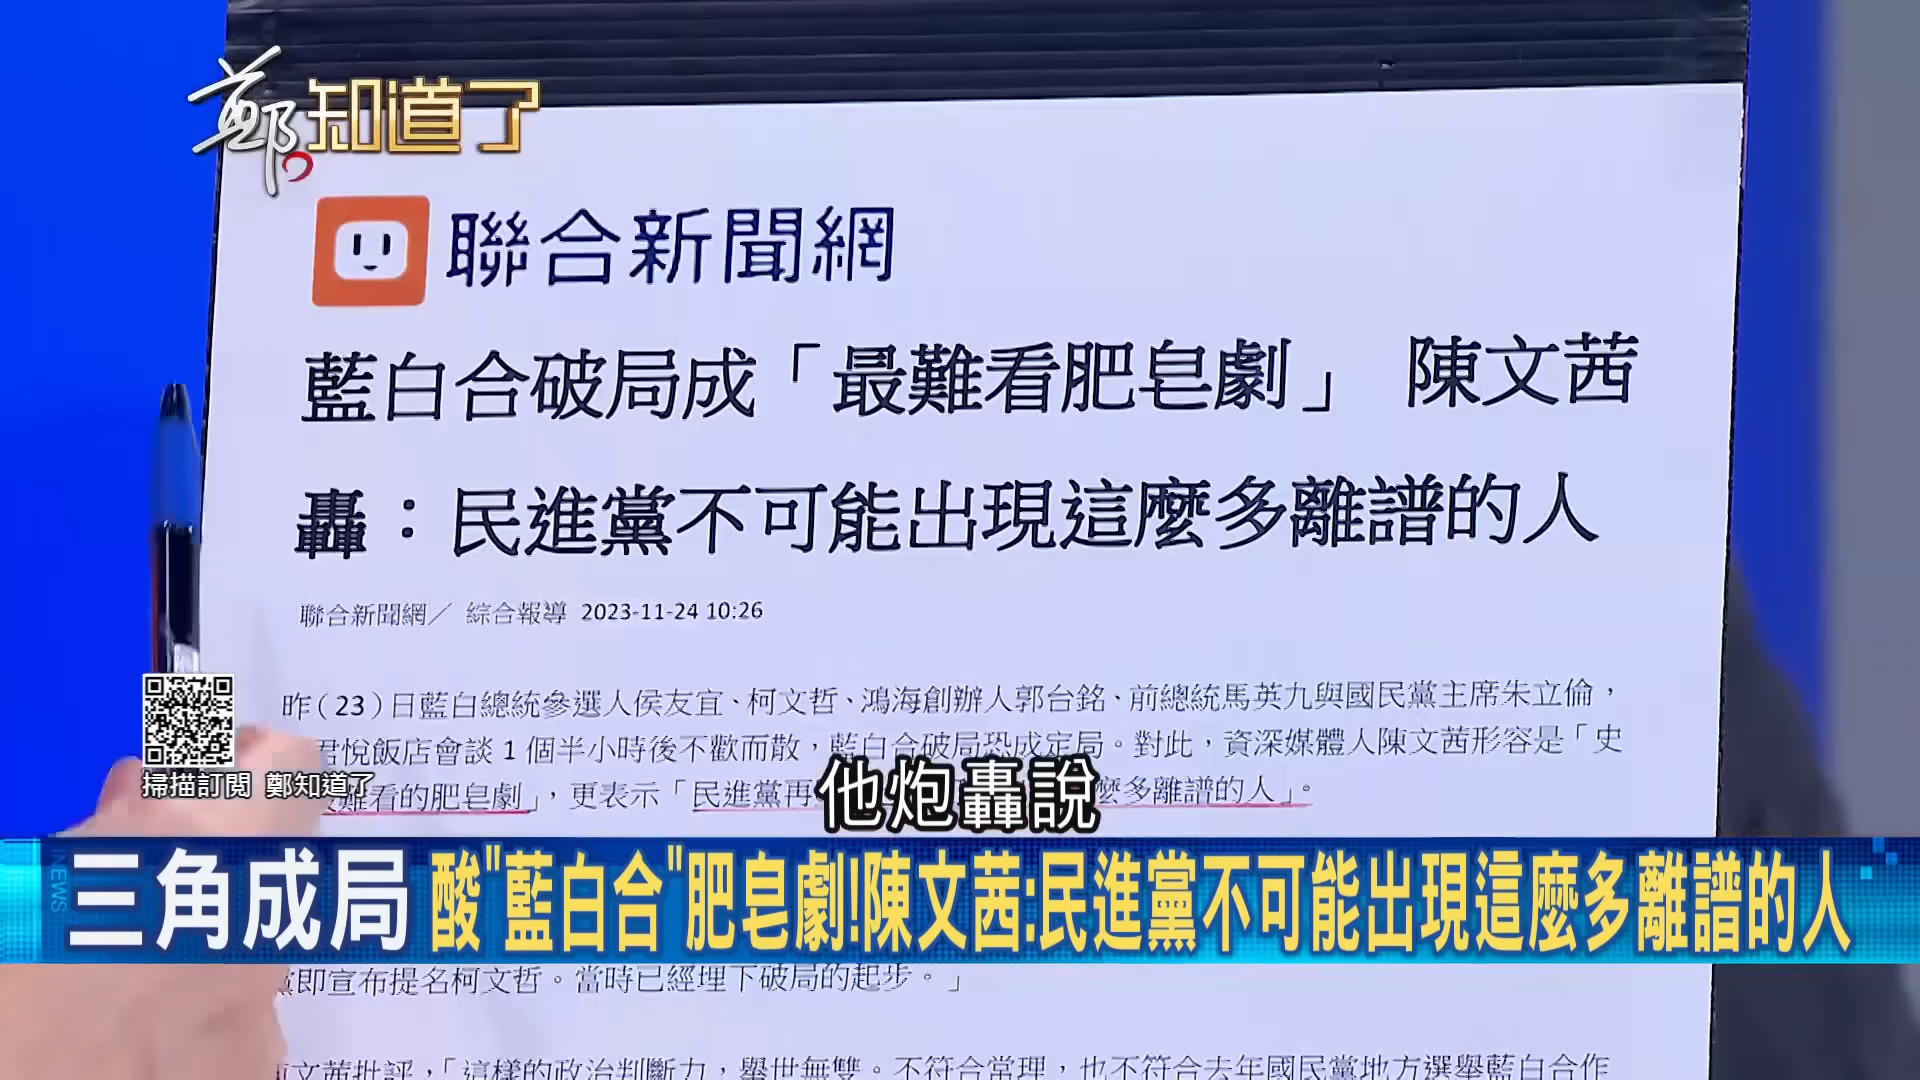 鄭知道了
聯合新聞網
藍白合破局成「最難看肥皂劇」 陳文茜
轟：民進黨不可能出現這麼多離譜的人
聯合新聞網／ 綜合報導 2023-11-24 10:26
昨（23）日藍白總統參選人侯友宜、柯文哲、鴻海創辦人郭台銘、前總統馬英九與國民黨主席朱立倫，
君悅飯店會談 1 個半小時後不歡而散，藍白合破局恐成定局。對此，資深媒體人陳文茜形容是「史
難看的肥皂劇」，更表示「民進黨再 麼多離譜的人」。
掃描訂閱 鄭知道了
他炮轟說
INEWS
三角成局 酸"藍白合"肥皂劇!陳文茜:民進黨不可能出現這麼多離譜的人
黨即宣布提名柯文哲。當時已經埋下破局的起步。」
文茜批評，「這樣的政治判斷力，舉世無雙。不符合常理，也不符合去年國民黨地方選舉藍白合作